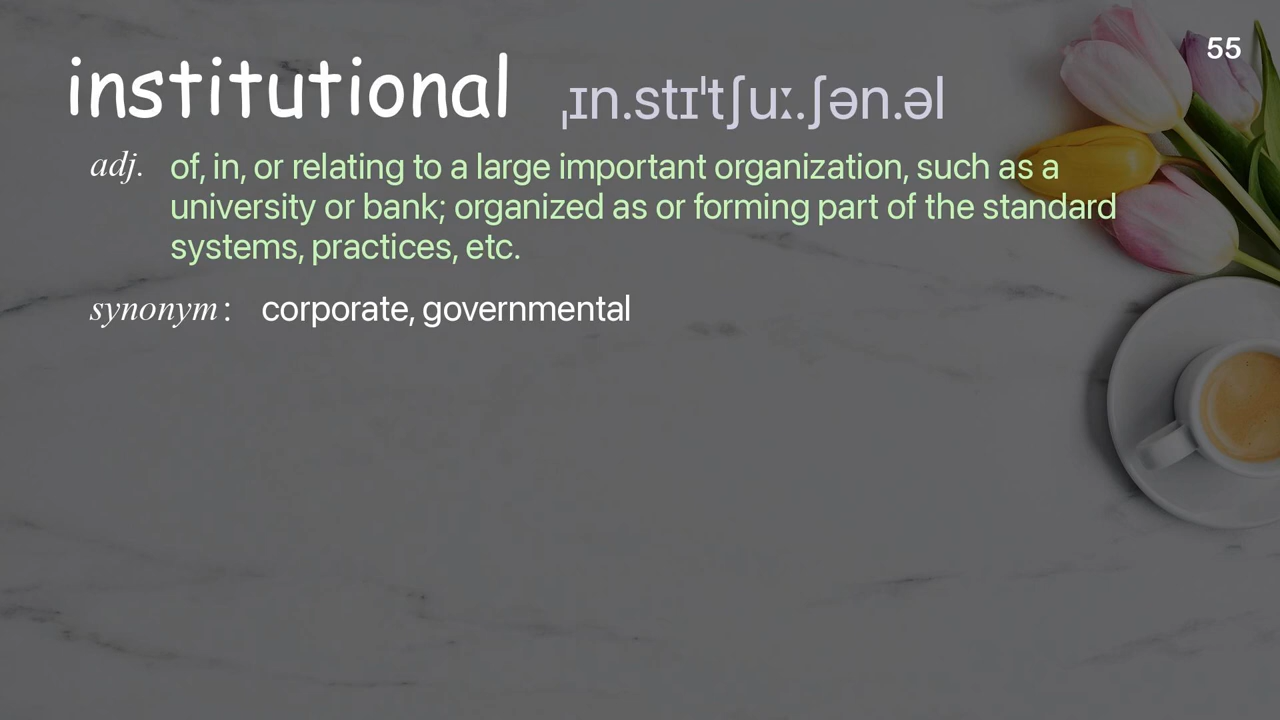 55
institutional ˌɪn.stɪˈtʃuː.ʃən.əl
adj. of, in, or relating to a large important organization, such as a
university or bank; organized as or forming part of the standard
systems, practices, etc.
synonym: corporate, governmental